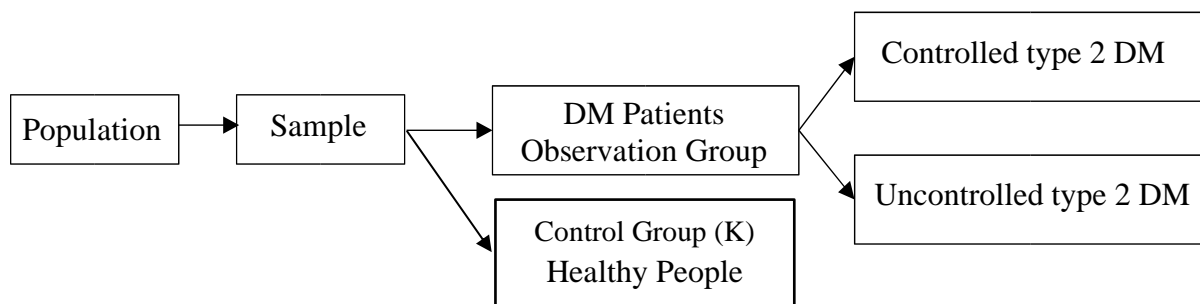 Population
Sample
DM Patients
Observation Group
Control Group (K)
Healthy People
Controlled type 2 DM
Uncontrolled type 2 DM